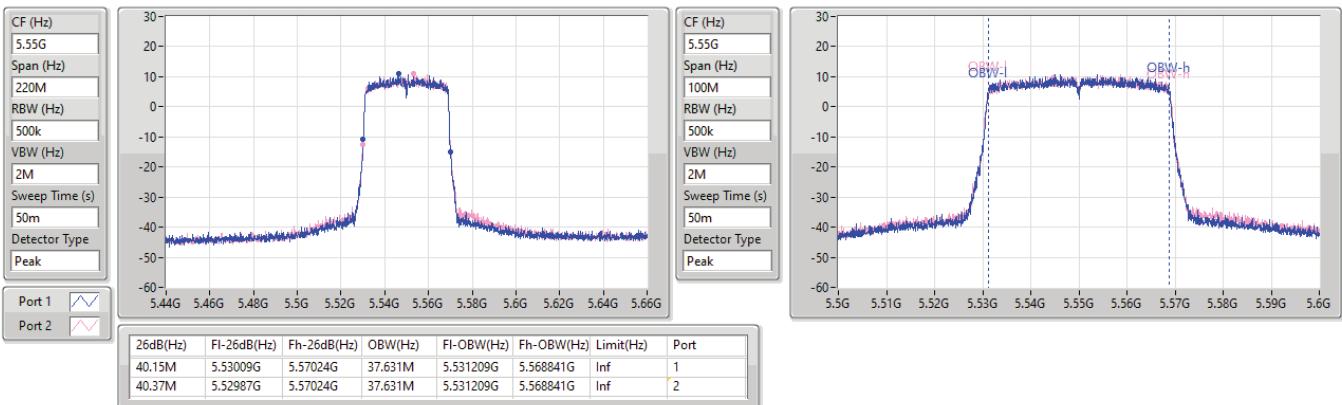 CF (Hz)
5.55G
Span (Hz)
220M
RBW (Hz)
500k
VBW (Hz)
2M
Sweep Time (s)
50m
Detector Type
Peak
30-
20-
10-
0-
-10-
-20-
-30-
-40-
-50-
-60-
5.44G 5.46G 5.48G 5.5G 5.52G 5.54G 5.56G 5.58G 5.6G 5.62G 5.64G 5.66G
CF (Hz)
5.55G
Span (Hz)
100M
RBW (Hz)
500k
VBW (Hz)
2M
Sweep Time (s)
50m
Detector Type
Peak
30-
20-
10-
0-
-10-
-20-
-30-
-40-
-50-
-60-
OBW-l
OBW-h
5.5G 5.51G 5.52G 5.53G 5.54G 5.55G 5.56G 5.57G 5.58G 5.59G 5.6G
Port 1
Port 2
26dB(Hz) Fl-26dB(Hz) Fh-26dB(Hz) OBW(Hz) Fl-OBW(Hz) Fh-OBW(Hz) Limit(Hz) Port
40.15M 5.53009G 5.57024G 37.631M 5.531209G 5.568841G Inf 1
40.37M 5.52987G 5.57024G 37.631M 5.531209G 5.568841G Inf 2